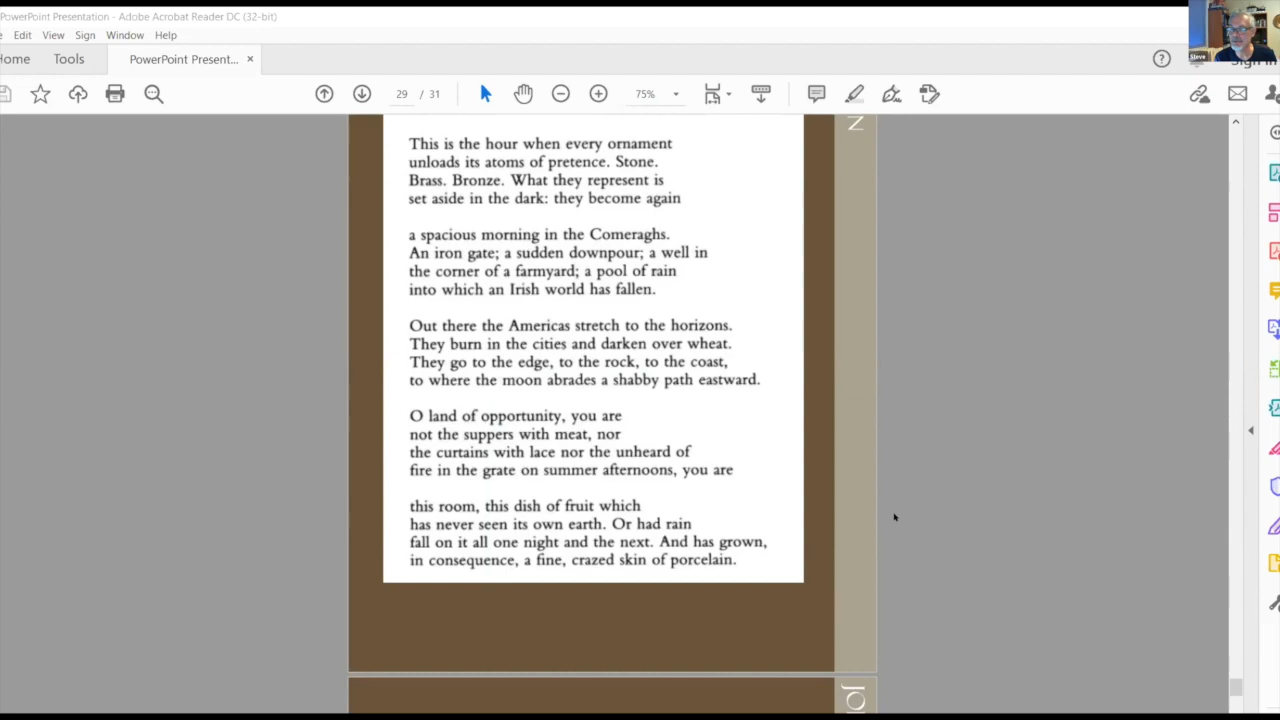 PowerPoint Presentation - Adobe Acrobat Reader DC (32-bit)
Edit View Sign Window Help
Home Tools PowerPoint Present... ×
29 / 31 75%
Steve
This is the hour when every ornament
unloads its atoms of pretence. Stone.
Brass. Bronze. What they represent is
set aside in the dark: they become again
a spacious morning in the Comeraghs.
An iron gate; a sudden downpour; a well in
the corner of a farmyard; a pool of rain
into which an Irish world has fallen.
Out there the Americas stretch to the horizons.
They burn in the cities and darken over wheat.
They go to the edge, to the rock, to the coast,
to where the moon abrades a shabby path eastward.
O land of opportunity, you are
not the suppers with meat, nor
the curtains with lace nor the unheard of
fire in the grate on summer afternoons, you are
this room, this dish of fruit which
has never seen its own earth. Or had rain
fall on it all one night and the next. And has grown,
in consequence, a fine, crazed skin of porcelain.
N
JO